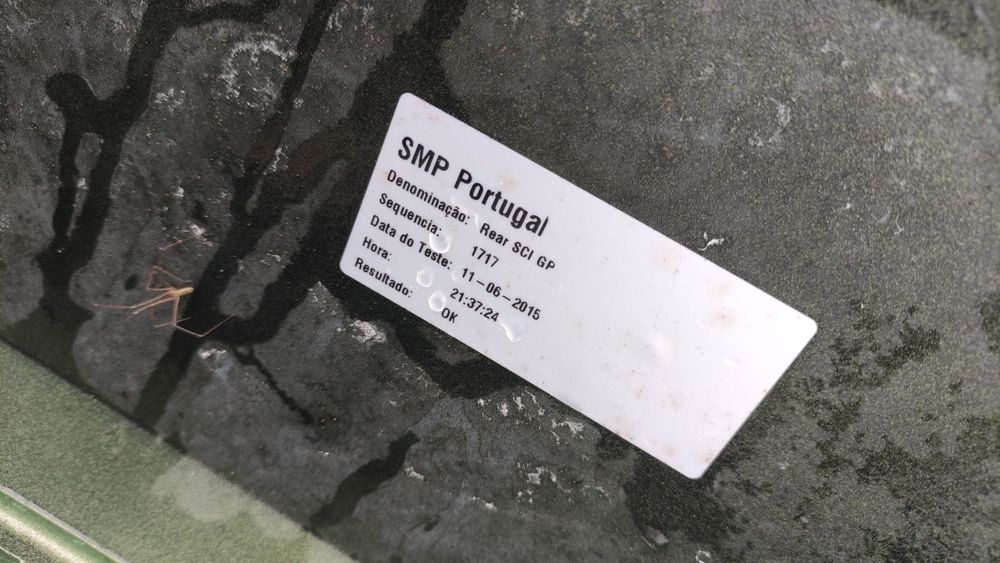 SMP Portugal
Denominação: Rear SCI GP
Sequencia: 1717
Data do Teste: 11-06-2015
Hora: 21:37:24
Resultado: OK